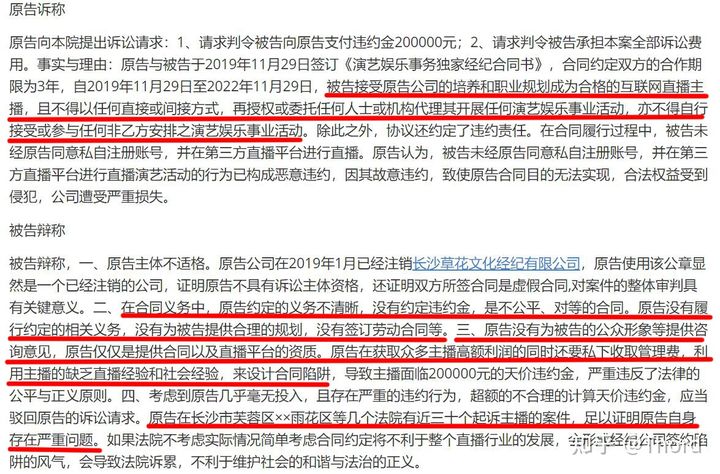 原告诉称
原告向本院提出诉讼请求：1、请求判令被告向原告支付违约金200000元；2、请求判令被告承担本案全部诉讼费
用。事实与理由：原告与被告于2019年11月29日签订《演艺娱乐事务独家经纪合同书》，合同约定双方的合作期
限为3年，自2019年11月29日至2022年11月29日，被告接受原告公司的培养和职业规划成为合格的互联网直播主
播，且不得以任何直接或间接方式，再授权或委托任何人士或机构代理其开展任何演艺娱乐事业活动，亦不得自行
接受或参与任何非乙方安排之演艺娱乐事业活动。除此之外，协议还约定了违约责任。在合同履行过程中，被告未
经原告同意私自注册账号，并在第三方直播平台进行直播。原告认为，被告未经原告同意私自注册账号，并在第三
方直播平台进行直播演艺活动的行为已构成恶意违约，因其故意违约，致使原告合同目的无法实现，合法权益受到
侵犯，公司遭受严重损失。
被告辩称
被告辩称，一、原告主体不适格。原告公司在2019年1月已经注销长沙草花文化经纪有限公司，原告使用该公章显
然是一个已经注销的公司，证明原告不具有诉讼主体资格，还证明双方所签合同是虚假合同,对案件的整体审判具
有关键意义。二、在合同义务中，原告约定的义务不清晰，没有约定违约金，是不公平、对等的合同。原告没有履
行约定的相关义务，没有为被告提供合理的规划，没有签订劳动合同等。三、原告没有为被告的公众形象等提供咨
询意见，原告仅仅是提供合同以及直播平台的资质。原告在获取众多主播高额利润的同时还要私下收取管理费，利
用主播的缺乏直播经验和社会经验，来设计合同陷阱，导致主播面临200000元的天价违约金，严重违反了法律的
公平与正义原则。四、考虑到原告几乎毫无投入，且存在严重的违约行为，超额的不合理的计算天价违约金，应当
驳回原告的诉讼请求。原告在长沙市芙蓉区××雨花区等几个法院有近三十个起诉主播的案件，足以证明原告自身
存在严重问题。如果法院不考虑实际情况简单考虑合同约定将不利于整个直播行业的发展，助长经纪公司签约陷
阱的风气，会导致法院诉累，不利于维护社会的和谐与法治的正义。
知乎